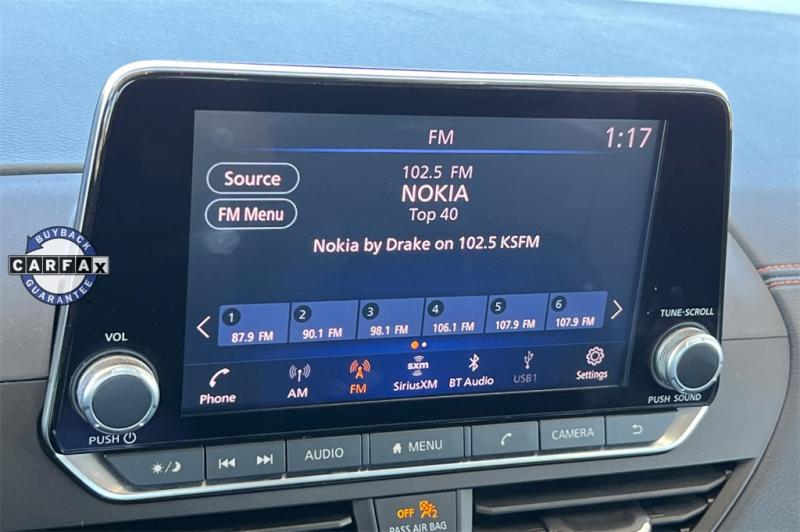 FM
1:17
Source
102.5 FM
NOKIA
FM Menu
Top 40
Nokia by Drake on 102.5 KSFM
BUYBACK
CARFAX
GUARANTEE
1
2
3
4
5
6
87.9 FM
90.1 FM
98.1 FM
106.1 FM
107.9 FM
107.9 FM
TUNE•SCROLL
VOL
Phone
AM
FM
sxm
SiriusXM
BT Audio
USB1
Settings
PUSH SOUND
PUSH
AUDIO
MENU
CAMERA
OFF
2
PASS AIR BAG